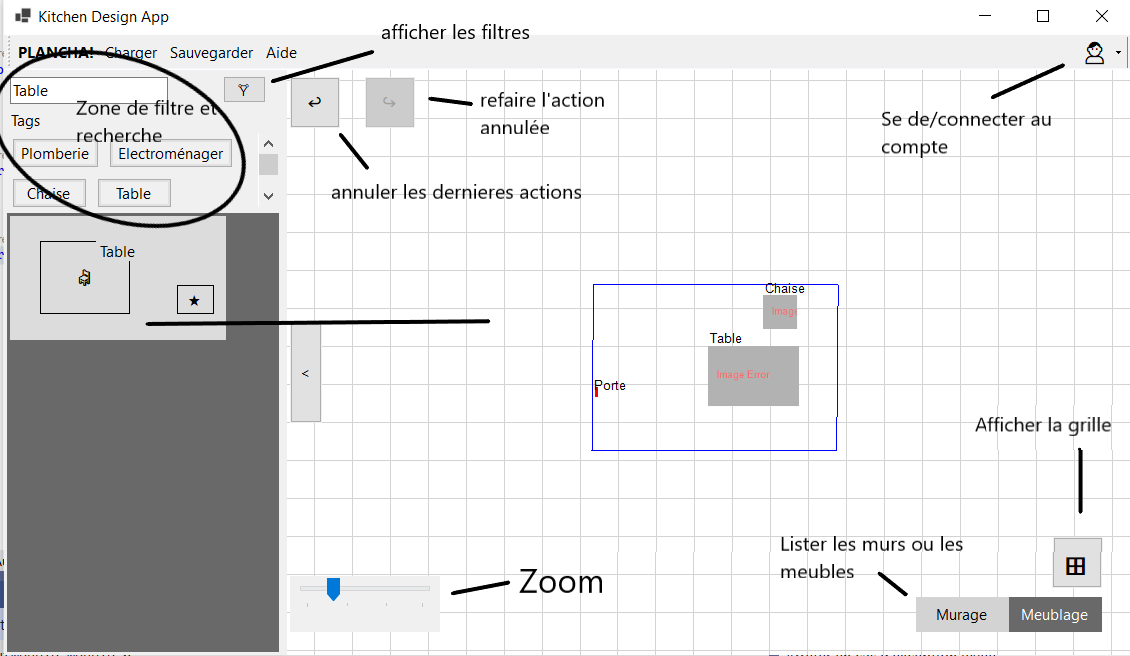 Kitchen Design App
afficher les filtres
PLANCHA! Charger Sauvegarder Aide
Table
Zone de filtre et
recherche
Tags
Plomberie Electroménager
Chaise Table
refaire l'action
annulée
annuler les dernieres actions
Se de/connecter au
compte
Table
★
<
Chaise
Image
Table
Image Error
Porte
Afficher la grille
Lister les murs ou les
meubles
Zoom
Murage Meublage